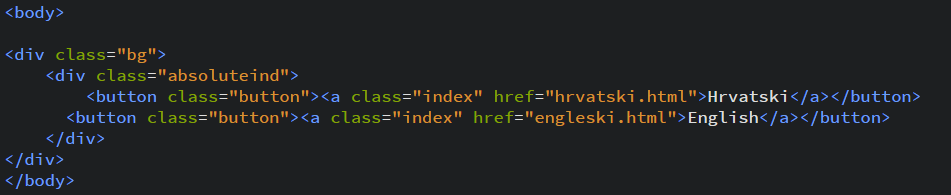 <body>
<div class="bg">
<div class="absoluteind">
<button class="button"><a class="index" href="hrvatski.html">Hrvatski</a></button>
<button class="button"><a class="index" href="engleski.html">English</a></button>
</div>
</div>
</body>